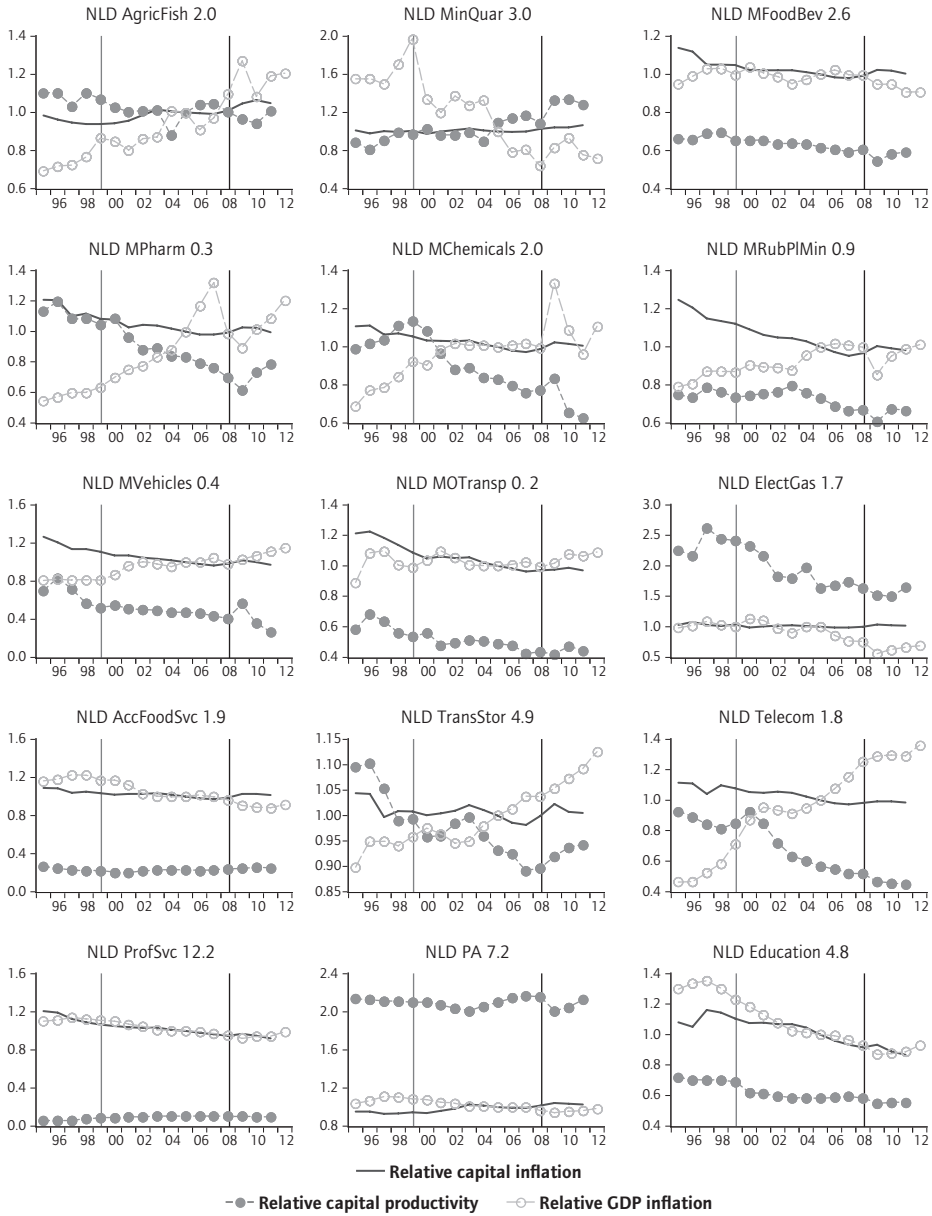 NLD AgricFish 2.0
1.4
1.2
1.0
0.8
0.6
96 98 00 02 04 06 08 10 12
NLD MinQuar 3.0
2.0
1.8
1.6
1.4
1.2
1.0
0.8
0.6
0.4
96 98 00 02 04 06 08 10 12
NLD MFoodBev 2.6
1.2
1.0
0.8
0.6
0.4
96 98 00 02 04 06 08 10 12
NLD MPharm 0.3
1.4
1.2
1.0
0.8
0.6
0.4
96 98 00 02 04 06 08 10 12
NLD MChemicals 2.0
1.4
1.2
1.0
0.8
0.6
96 98 00 02 04 06 08 10 12
NLD MRubPlMin 0.9
1.4
1.2
1.0
0.8
0.6
96 98 00 02 04 06 08 10 12
NLD MVehicles 0.4
1.6
1.2
0.8
0.4
0.0
96 98 00 02 04 06 08 10 12
NLD MOTransp 0. 2
1.4
1.2
1.0
0.8
0.6
0.4
96 98 00 02 04 06 08 10 12
NLD ElectGas 1.7
3.0
2.5
2.0
1.5
1.0
0.5
96 98 00 02 04 06 08 10 12
NLD AccFoodSvc 1.9
1.6
1.2
0.8
0.4
0.0
96 98 00 02 04 06 08 10 12
NLD TransStor 4.9
1.15
1.10
1.05
1.00
0.95
0.90
0.85
96 98 00 02 04 06 08 10 12
NLD Telecom 1.8
1.4
1.2
1.0
0.8
0.6
0.4
96 98 00 02 04 06 08 10 12
NLD ProfSvc 12.2
1.6
1.2
0.8
0.4
0.0
96 98 00 02 04 06 08 10 12
NLD PA 7.2
2.4
2.0
1.6
1.2
0.8
96 98 00 02 04 06 08 10 12
NLD Education 4.8
1.4
1.2
1.0
0.8
0.6
0.4
96 98 00 02 04 06 08 10 12
Relative capital inflation
Relative capital productivity Relative GDP inflation